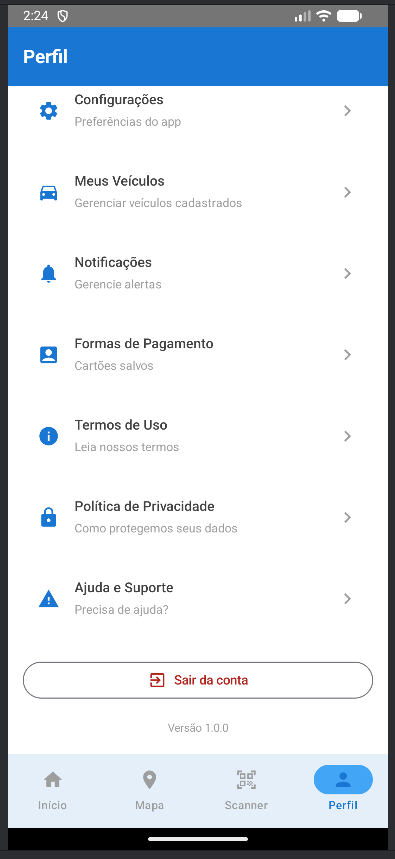 2:24
Perfil
Configurações
Preferências do app
Meus Veículos
Gerenciar veículos cadastrados
Notificações
Gerencie alertas
Formas de Pagamento
Cartões salvos
Termos de Uso
Leia nossos termos
Política de Privacidade
Como protegemos seus dados
Ajuda e Suporte
Precisa de ajuda?
Sair da conta
Versão 1.0.0
Início Mapa Scanner Perfil